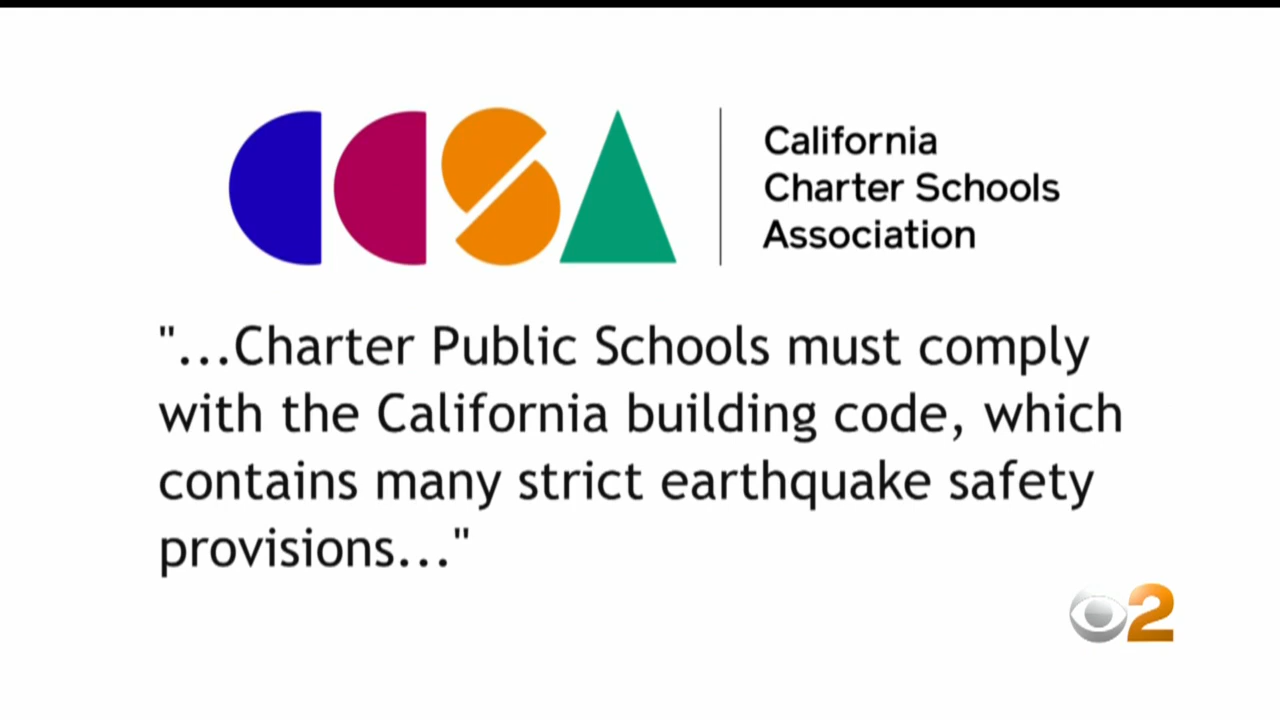 CCSA
California
Charter Schools
Association
"...Charter Public Schools must comply
with the California building code, which
contains many strict earthquake safety
provisions..."
2